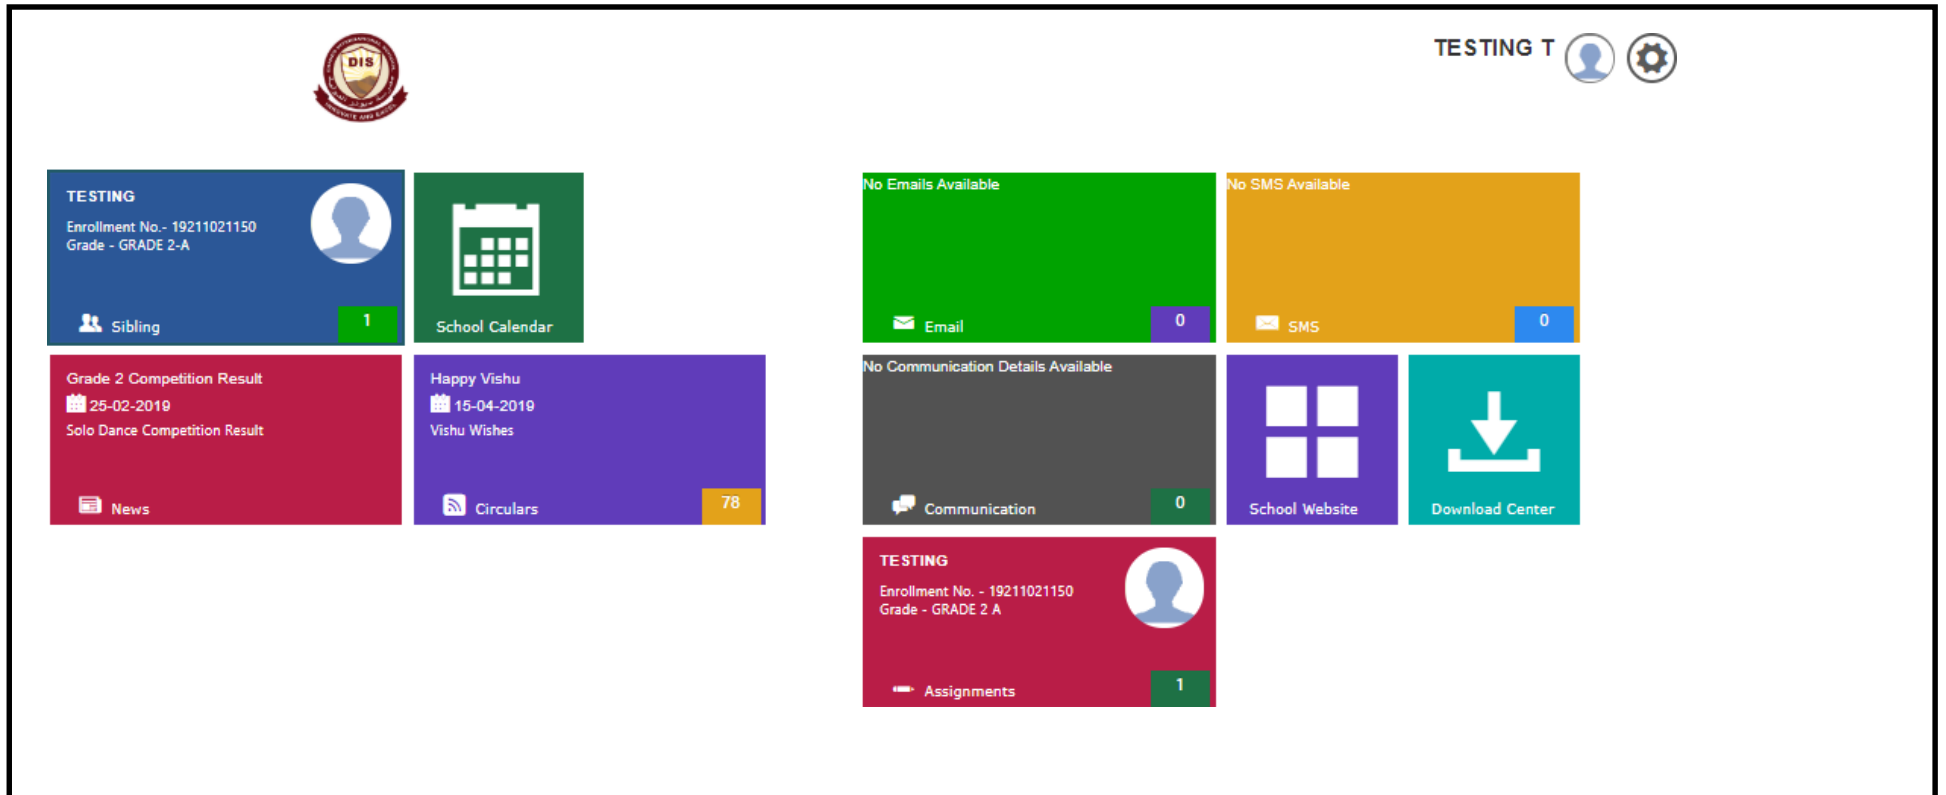 DIS
TESTING T
TESTING
Enrollment No.- 19211021150
Grade - GRADE 2-A
Sibling
1
School Calendar
Grade 2 Competition Result
25-02-2019
Solo Dance Competition Result
News
Happy Vishu
15-04-2019
Vishu Wishes
Circulars
78
No Emails Available
Email
0
No SMS Available
SMS
0
No Communication Details Available
Communication
0
School Website
Download Center
TESTING
Enrollment No. - 19211021150
Grade - GRADE 2 A
Assignments
1